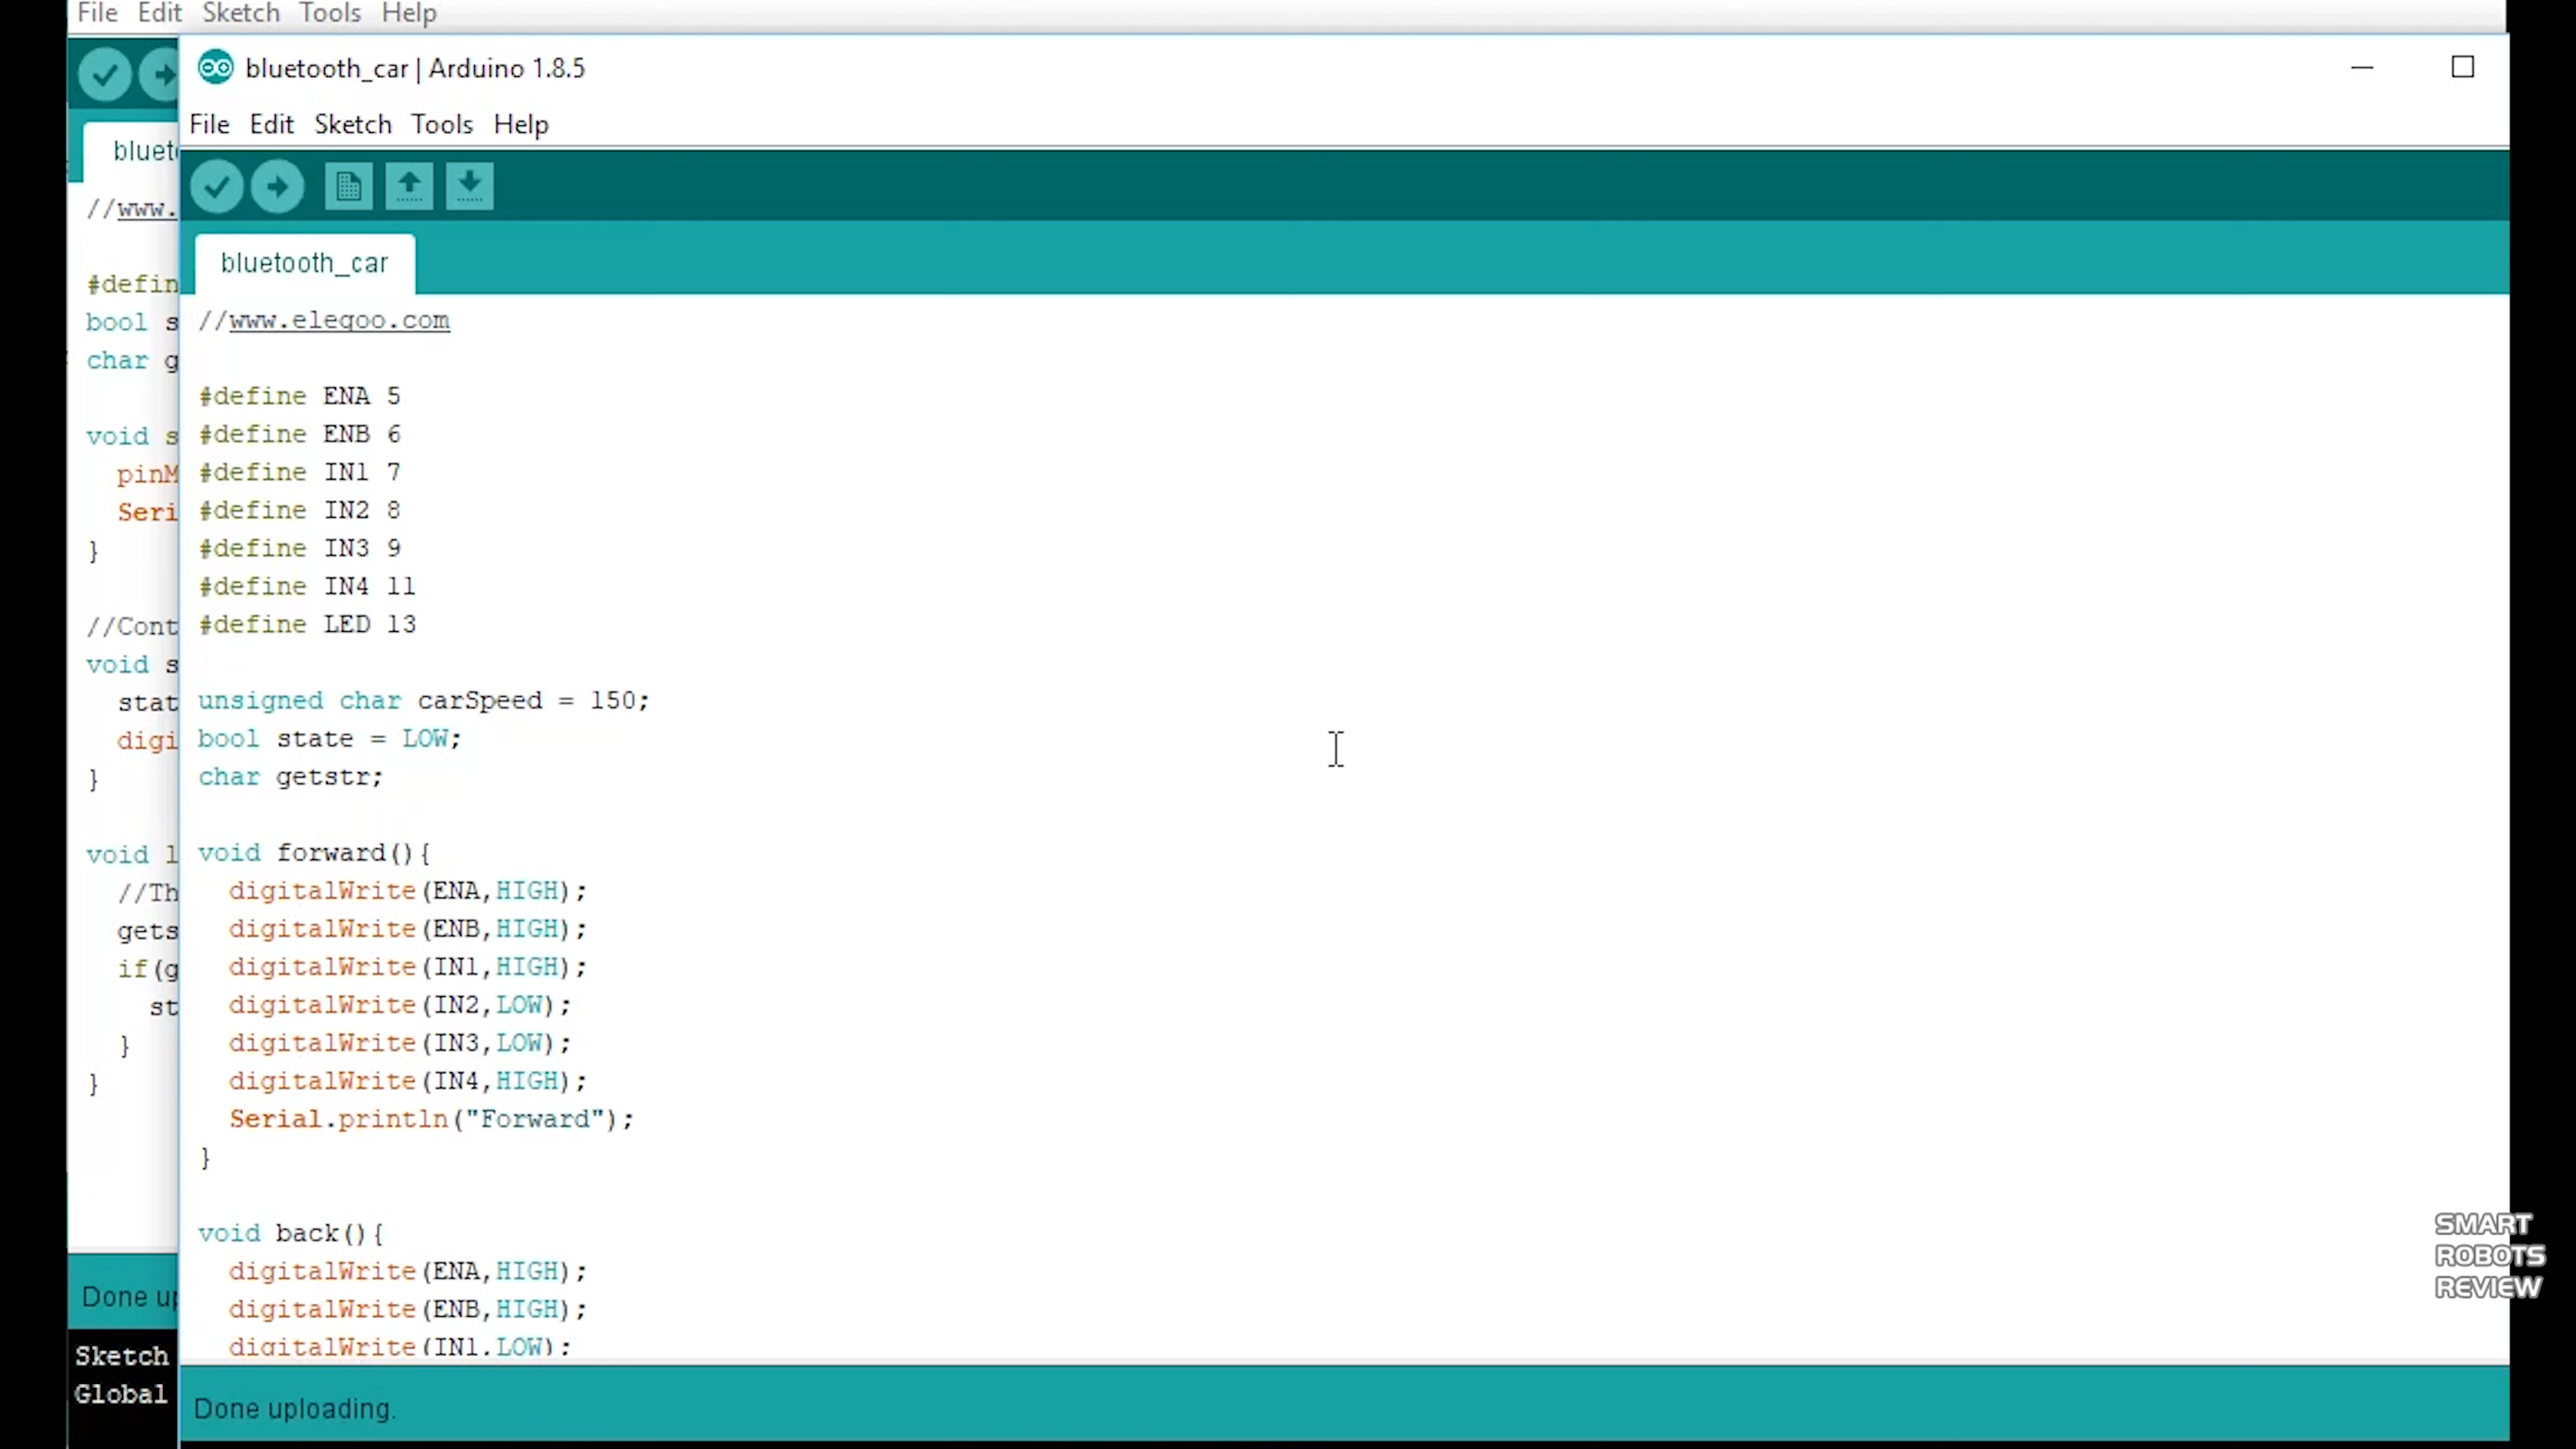 File Edit Sketch Tools Help
bluetooth_car | Arduino 1.8.5
File Edit Sketch Tools Help
bluetooth_car
//www.elegoo.com
#define ENA 5
#define ENB 6
#define IN1 7
#define IN2 8
#define IN3 9
#define IN4 11
#define LED 13
unsigned char carSpeed = 150;
bool state = LOW;
char getstr;
void forward(){
digitalWrite(ENA,HIGH);
digitalWrite(ENB,HIGH);
digitalWrite(IN1,HIGH);
digitalWrite(IN2,LOW);
digitalWrite(IN3,LOW);
digitalWrite(IN4,HIGH);
Serial.println("Forward");
}
void back(){
digitalWrite(ENA,HIGH);
digitalWrite(ENB,HIGH);
digitalWrite(IN1,LOW);
Done uploading.
bluet
//www.
#defin
bool s
char g
void s
pinM
Seri
}
//Cont
void s
stat
digi
}
void l
//Th
gets
if(g
st
}
}
Done up
Sketch
Global
SMART
ROBOTS
REVIEW